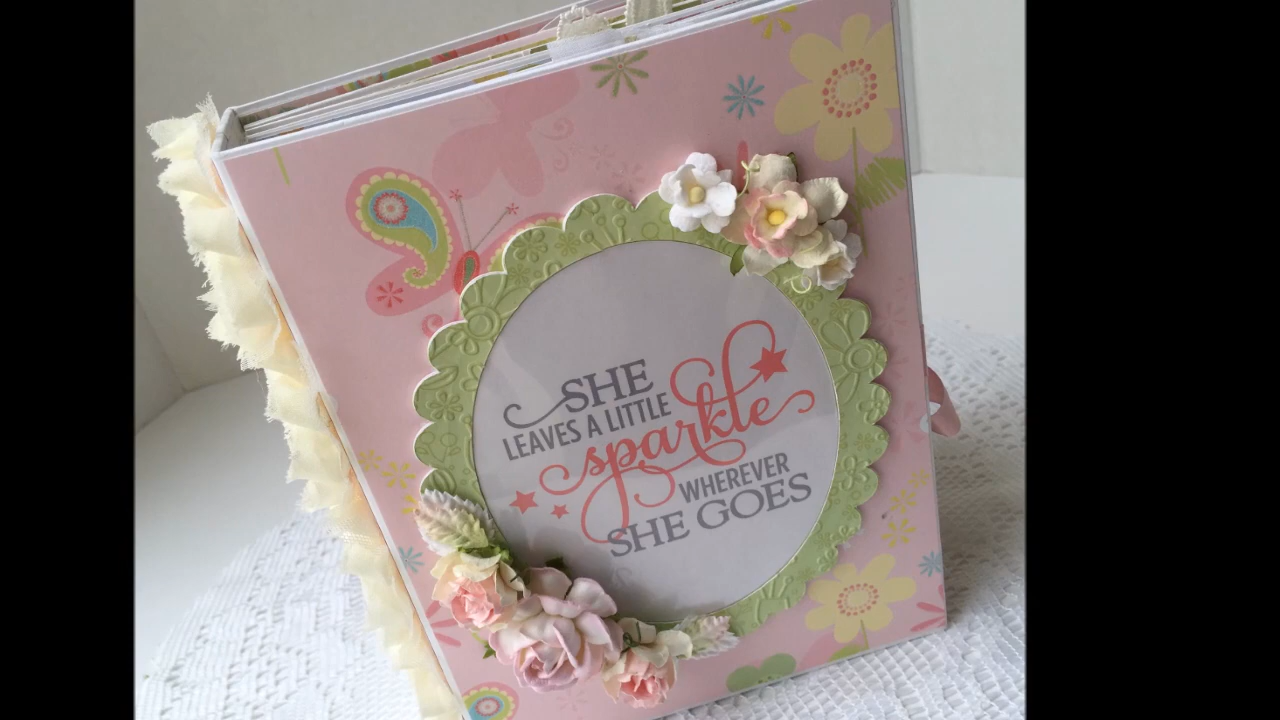 SHE
LEAVES A LITTLE
sparkle
WHEREVER
SHE GOES